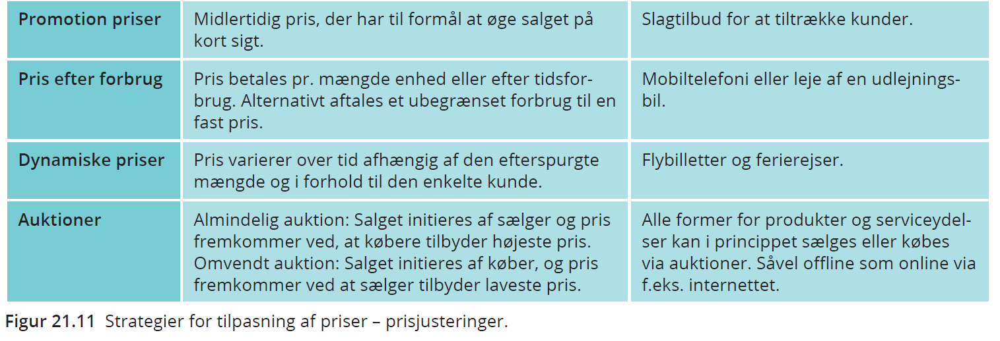 Promotion priser
Midlertidig pris, der har til formål at øge salget på
kort sigt.
Slagtilbud for at tiltrække kunder.
Pris efter forbrug
Pris betales pr. mængde enhed eller efter tidsfor-
brug. Alternativt aftales et ubegrænset forbrug til en
fast pris.
Mobiltelefoni eller leje af en udlejnings-
bil.
Dynamiske priser
Pris varierer over tid afhængig af den efterspurgte
mængde og i forhold til den enkelte kunde.
Flybilletter og ferierejser.
Auktioner
Almindelig auktion: Salget initieres af sælger og pris
fremkommer ved, at købere tilbyder højeste pris.
Omvendt auktion: Salget initieres af køber, og pris
fremkommer ved at sælger tilbyder laveste pris.
Alle former for produkter og serviceydel-
ser kan i princippet sælges eller købes
via auktioner. Såvel offline som online via
f.eks. internettet.
Figur 21.11 Strategier for tilpasning af priser – prisjusteringer.